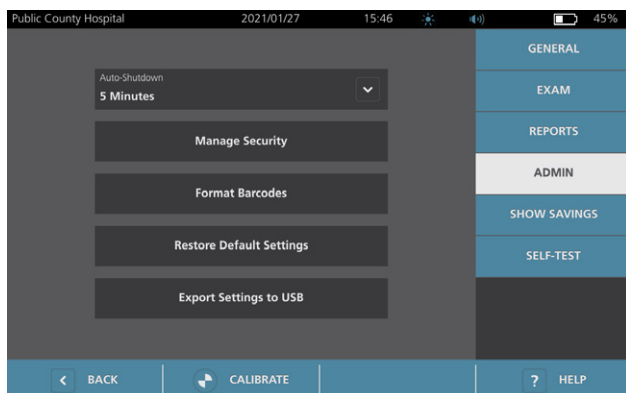 Public County Hospital 2021/01/27 15:46 45%
GENERAL
Auto-Shutdown
5 Minutes
EXAM
Manage Security
REPORTS
ADMIN
Format Barcodes
SHOW SAVINGS
Restore Default Settings
SELF-TEST
Export Settings to USB
BACK CALIBRATE ? HELP